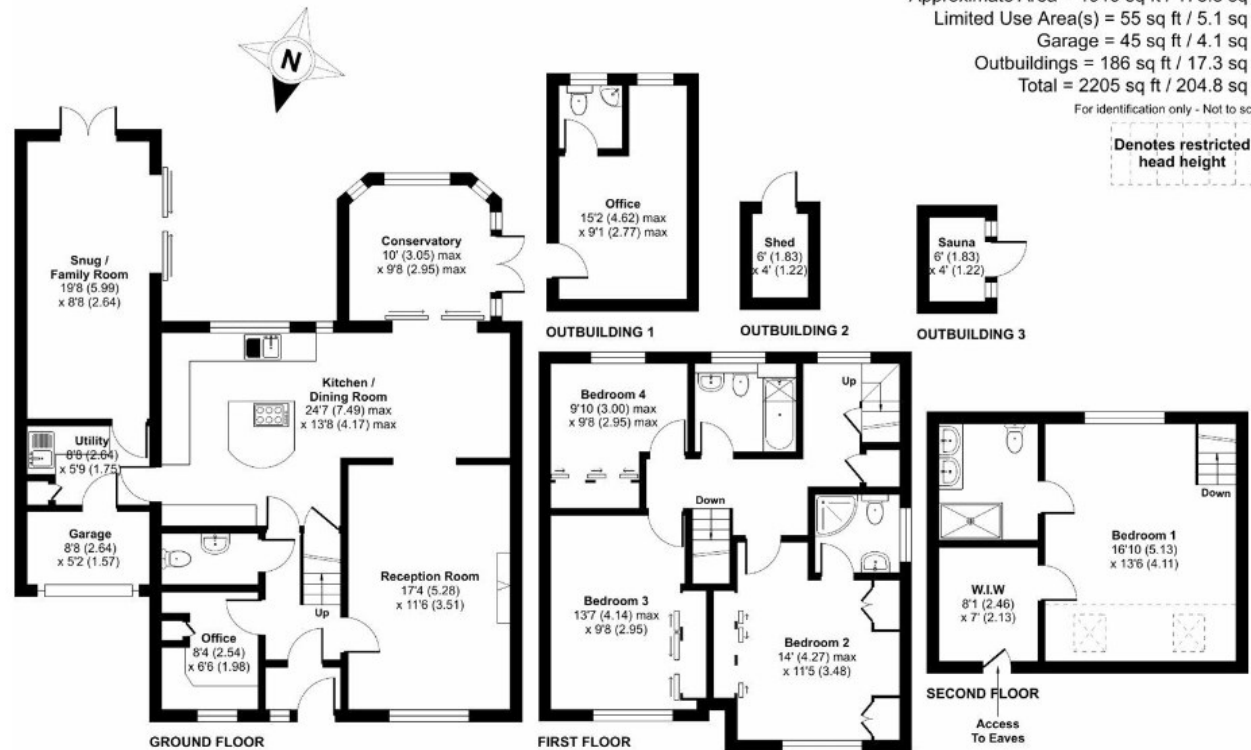 Limited Use Area(s) = 55 sq ft / 5.1 sq
Garage = 45 sq ft / 4.1 sq
Outbuildings = 186 sq ft / 17.3 sq
Total = 2205 sq ft / 204.8 sq
For identification only - Not to sc
Denotes restricted
head height
N
Snug /
Family Room
19'8 (5.99)
x 8'8 (2.64)
Conservatory
10' (3.05) max
x 9'8 (2.95) max
Kitchen /
Dining Room
24'7 (7.49) max
x 13'8 (4.17) max
Utility
8'8 (2.64)
x 5'9 (1.75)
Garage
8'8 (2.64)
x 5'2 (1.57)
Reception Room
17'4 (5.28)
x 11'6 (3.51)
Up
Office
8'4 (2.54)
x 6'6 (1.98)
GROUND FLOOR
Office
15'2 (4.62) max
x 9'1 (2.77) max
OUTBUILDING 1
Shed
6' (1.83)
x 4' (1.22)
OUTBUILDING 2
Sauna
6' (1.83)
x 4' (1.22)
OUTBUILDING 3
Bedroom 4
9'10 (3.00) max
x 9'8 (2.95) max
Up
Down
Bedroom 3
13'7 (4.14) max
x 9'8 (2.95)
Bedroom 2
14' (4.27) max
x 11'5 (3.48)
FIRST FLOOR
Down
Bedroom 1
16'10 (5.13)
x 13'6 (4.11)
W.I.W
8'1 (2.46)
x 7' (2.13)
SECOND FLOOR
Access
To Eaves